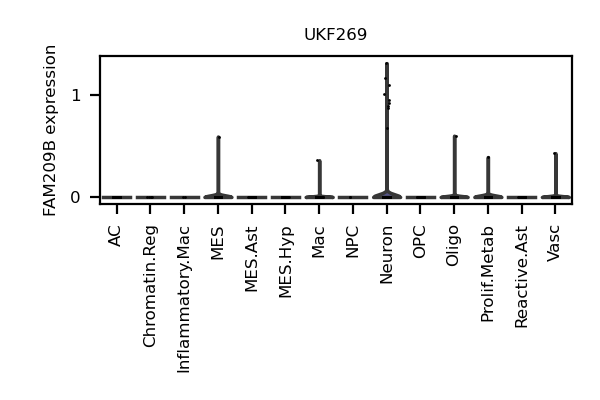 UKF269
FAM209B expression
1
0
AC
Chromatin.Reg
Inflammatory.Mac
MES
MES.Ast
MES.Hyp
Mac
NPC
Neuron
OPC
Oligo
Prolif.Metab
Reactive.Ast
Vasc